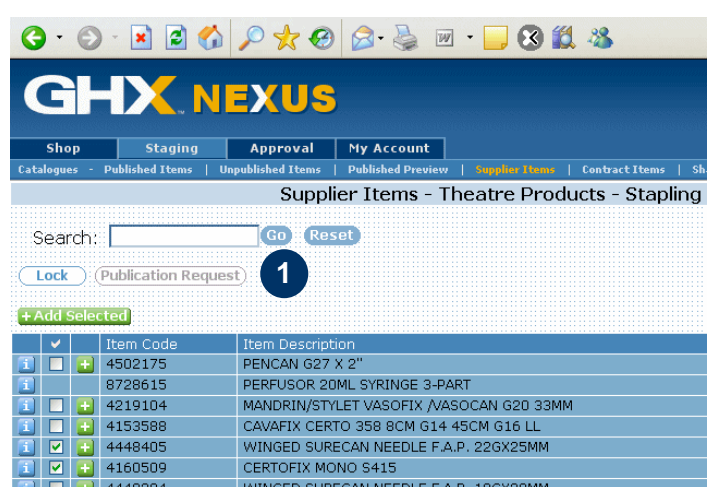 GHX NEXUS
Shop Staging Approval My Account
Catalogues - Published Items | Unpublished Items | Published Preview | Supplier Items | Contract Items |
Supplier Items - Theatre Products - Stapling
Search: Go Reset
Lock Publication Request 1
+Add Selected
Item Code Item Description
4502175 PENCAN G27 X 2"
8728615 PERFUSOR 20ML SYRINGE 3-PART
4219104 MANDRIN/STYLET VASOFIX /VASOCAN G20 33MM
4153588 CAVAFIX CERTO 358 8CM G14 45CM G16 LL
4448405 WINGED SURECAN NEEDLE F.A.P. 22GX25MM
4160509 CERTOFIX MONO S415